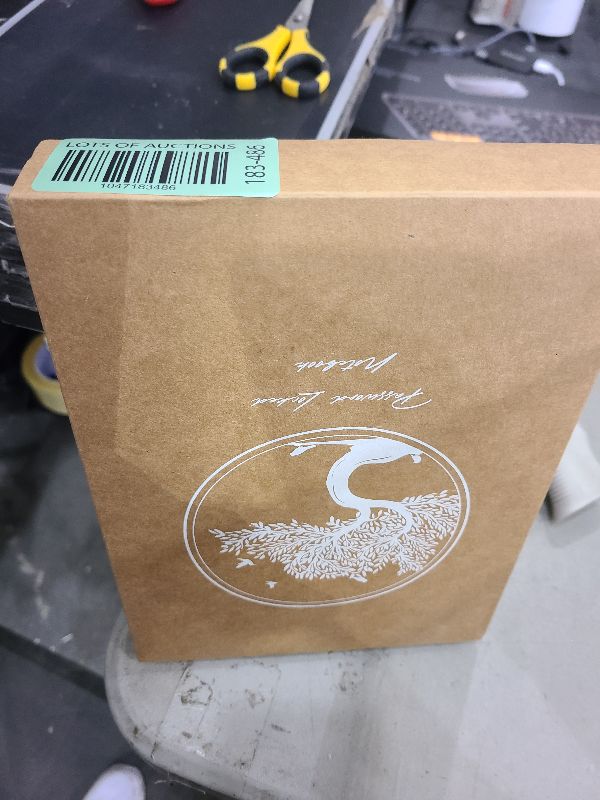 LOTS OF AUCTIONS
1047183486
183-486
Password Locked
Notebook